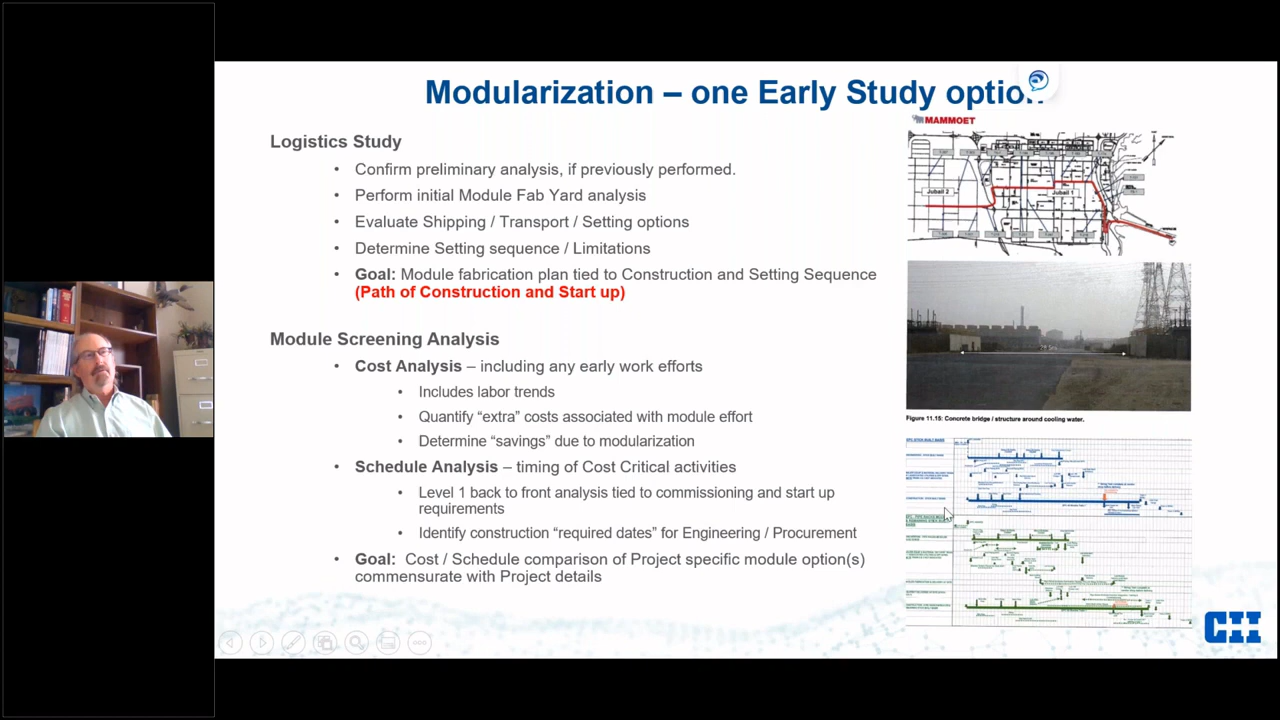 Modularization – one Early Study option
Logistics Study
• Confirm preliminary analysis, if previously performed.
• Perform initial Module Fab Yard analysis
• Evaluate Shipping / Transport / Setting options
• Determine Setting sequence / Limitations
• Goal: Module fabrication plan tied to Construction and Setting Sequence
(Path of Construction and Start up)
Module Screening Analysis
• Cost Analysis – including any early work efforts
• Includes labor trends
• Quantify “extra” costs associated with module effort
• Determine “savings” due to modularization
• Schedule Analysis – timing of Cost Critical activities
• Level 1 back to front analysis tied to commissioning and start up
requirements
• Identify construction “required dates” for Engineering / Procurement
• Goal: Cost / Schedule comparison of Project specific module option(s)
commensurate with Project details
MAMMOET
Jubail 2
Jubail 1
Figure 11.15: Concrete bridge / structure around cooling water.
CII